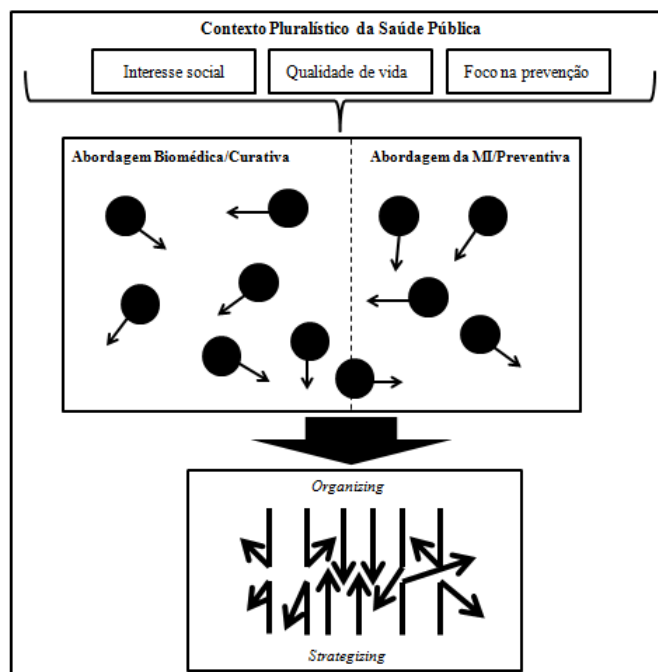 Contexto Pluralístico da Saúde Pública
Interesse social
Qualidade de vida
Foco na prevenção
Abordagem Biomédica/Curativa
Abordagem da MI/Preventiva
Organizing
Strategizing